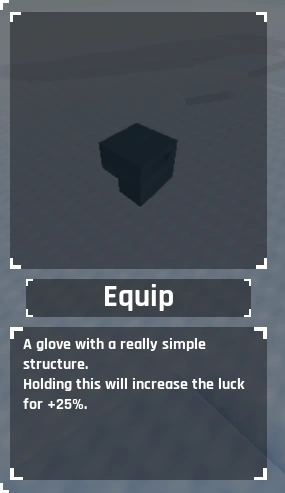 Equip
A glove with a really simple
structure.
Holding this will increase the luck
for +25%.